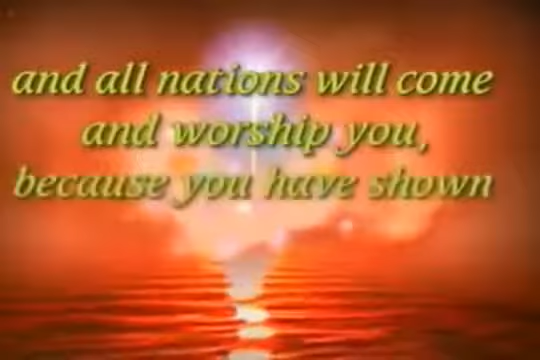 and all nations will come
and worship you,
because you have shown